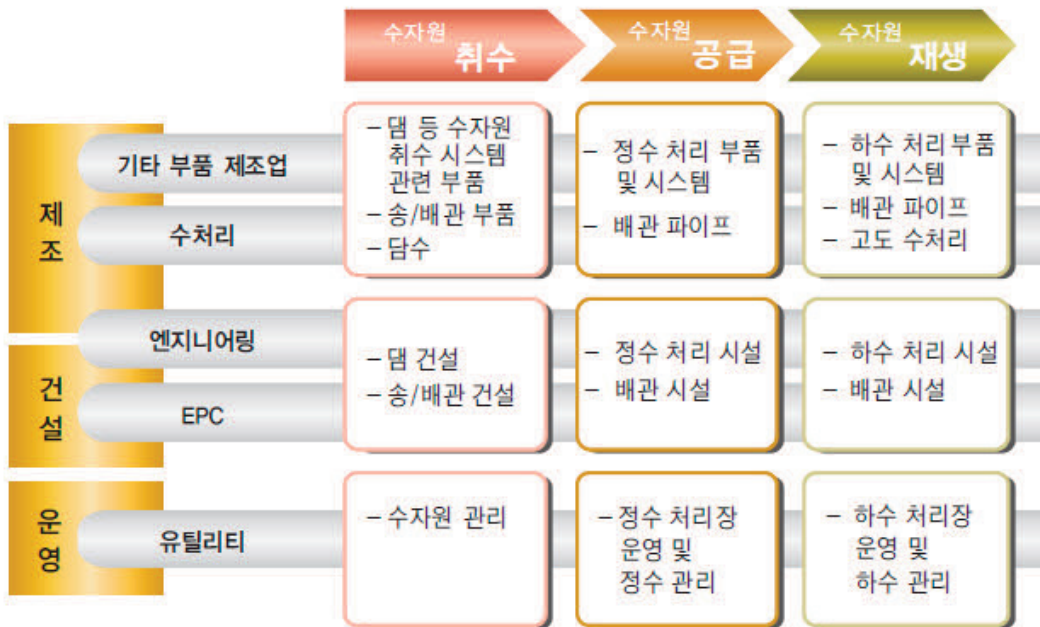 수자원
취수
수자원
공급
수자원
재생
제
조
기타 부품 제조업
수처리
– 댐 등 수자원
취수 시스템
관련 부품
– 송/배관 부품
– 담수
– 정수 처리 부품
및 시스템
– 배관 파이프
– 하수 처리 부품
및 시스템
– 배관 파이프
– 고도 수처리
건
설
엔지니어링
EPC
– 댐 건설
– 송/배관 건설
– 정수 처리 시설
– 배관 시설
– 하수 처리 시설
– 배관 시설
운
영
유틸리티
– 수자원 관리
– 정수 처리장
운영 및
정수 관리
– 하수 처리장
운영 및
하수 관리